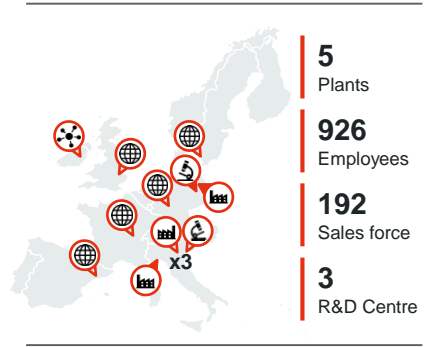 5
Plants
926
Employees
192
Sales force
3
R&D Centre
x3